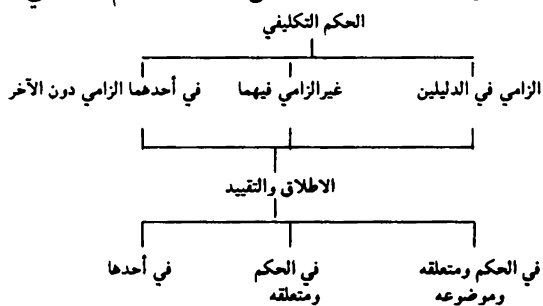 الحكم التكليفي
الزامي في الدليلين غيرالزامي فيهما في أحدهما الزامي دون الآخر
الاطلاق والتقييد
في الحكم ومتعلقه وموضوعه
في الحكم ومتعلقه
في أحدها